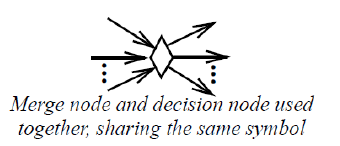 Merge node and decision node used
together, sharing the same symbol